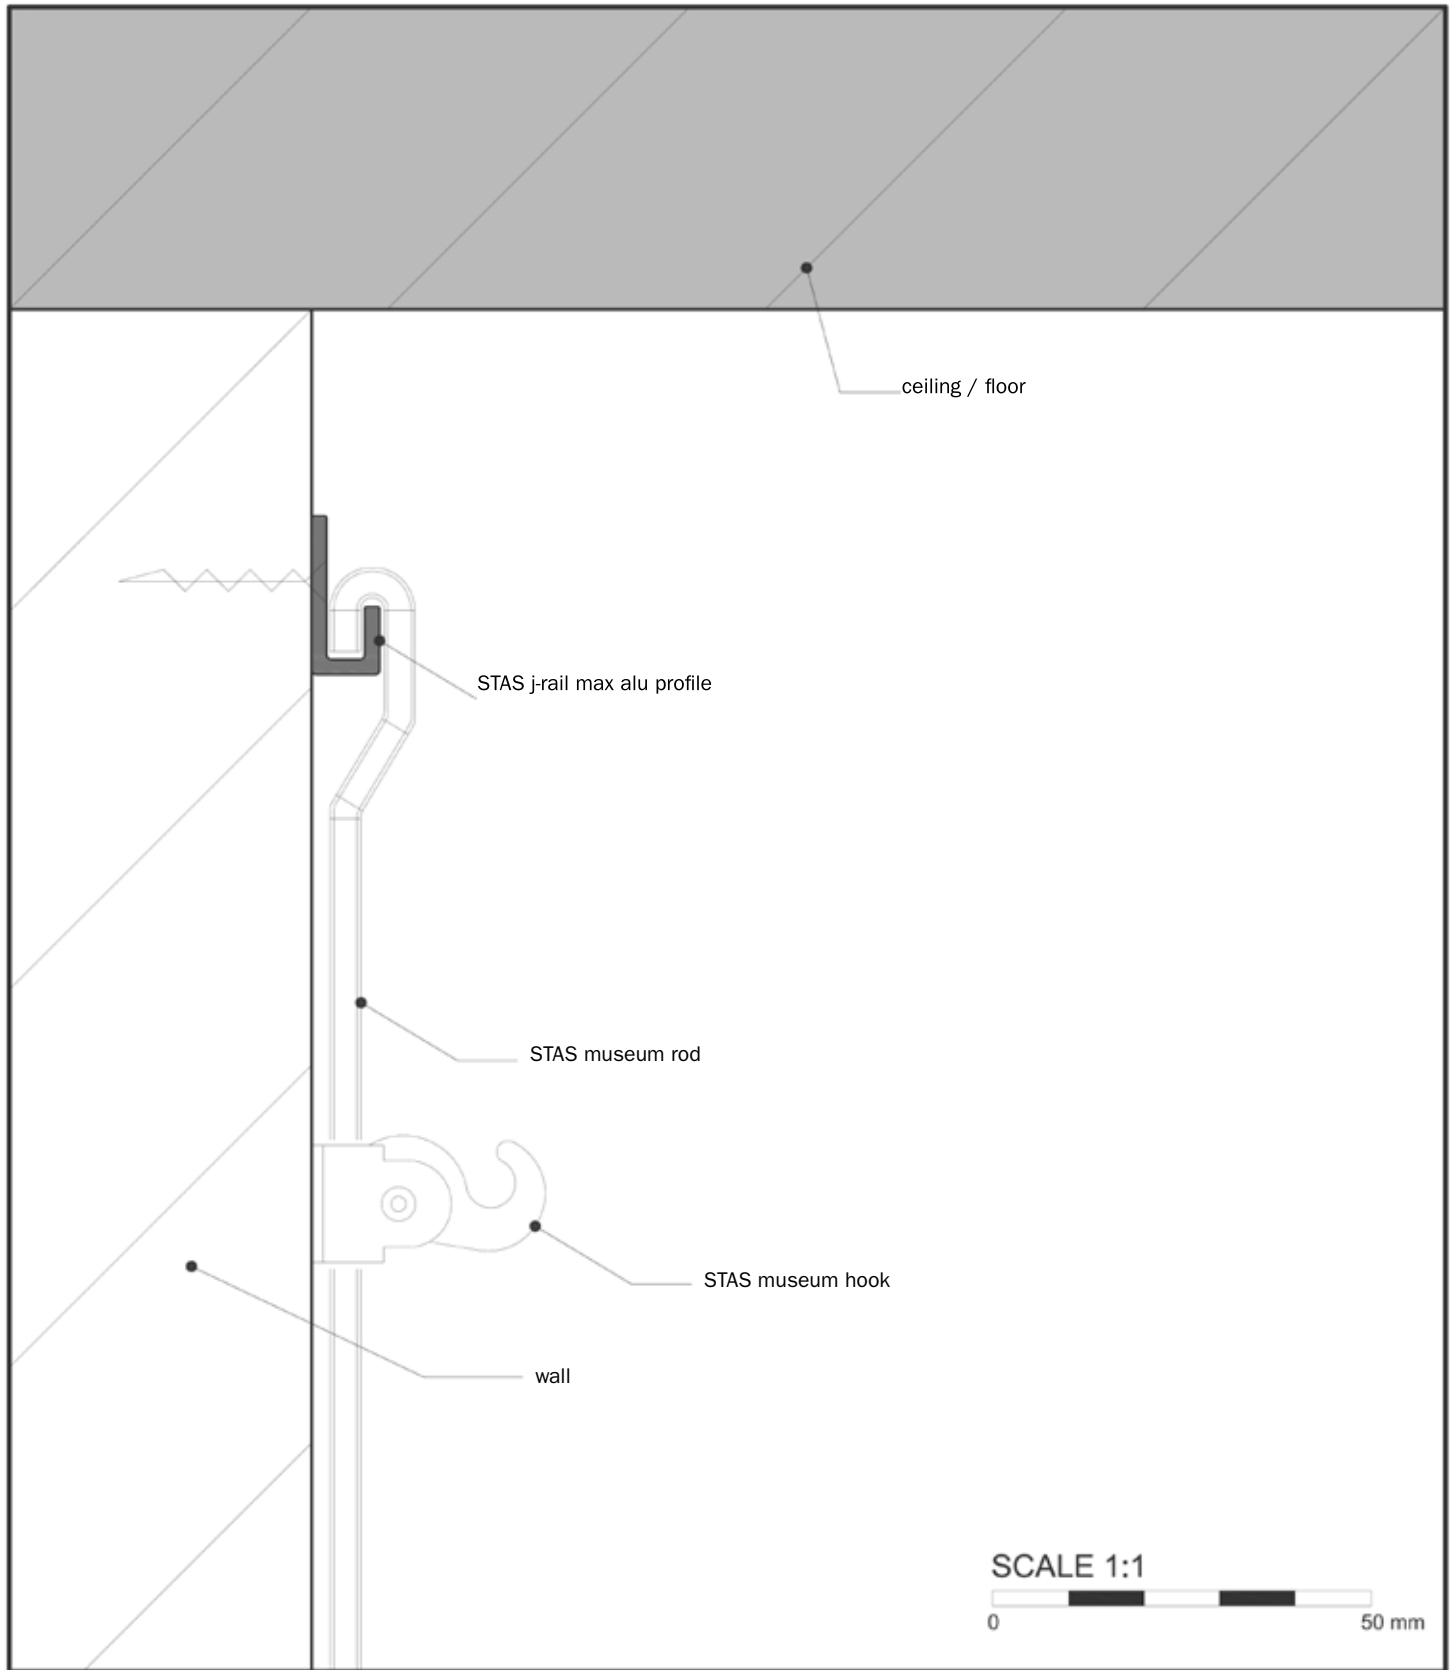 ceiling / floor
STAS j-rail max alu profile
STAS museum rod
STAS museum hook
wall
SCALE 1:1
0 50 mm